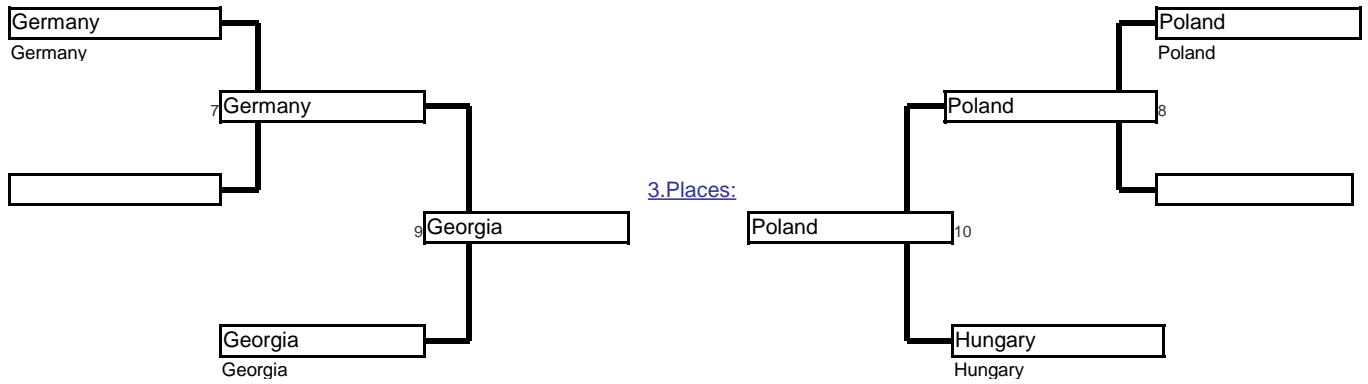 Germany
Poland
Germany
Poland
7 Germany
Poland 8
3.Places:
9 Georgia
Poland 10
Georgia
Hungary
Georgia
Hungary